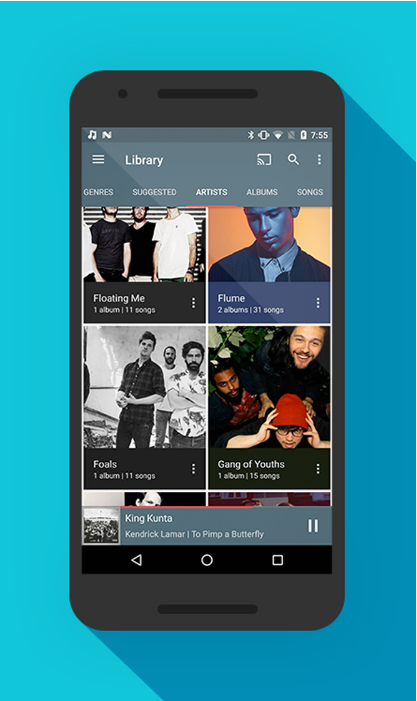 7:55
Library
GENRES SUGGESTED ARTISTS ALBUMS SONGS
Floating Me
1 album | 11 songs
Flume
2 albums | 31 songs
Foals
1 album | 11 songs
Gang of Youths
1 album | 15 songs
King Kunta
Kendrick Lamar | To Pimp a Butterfly